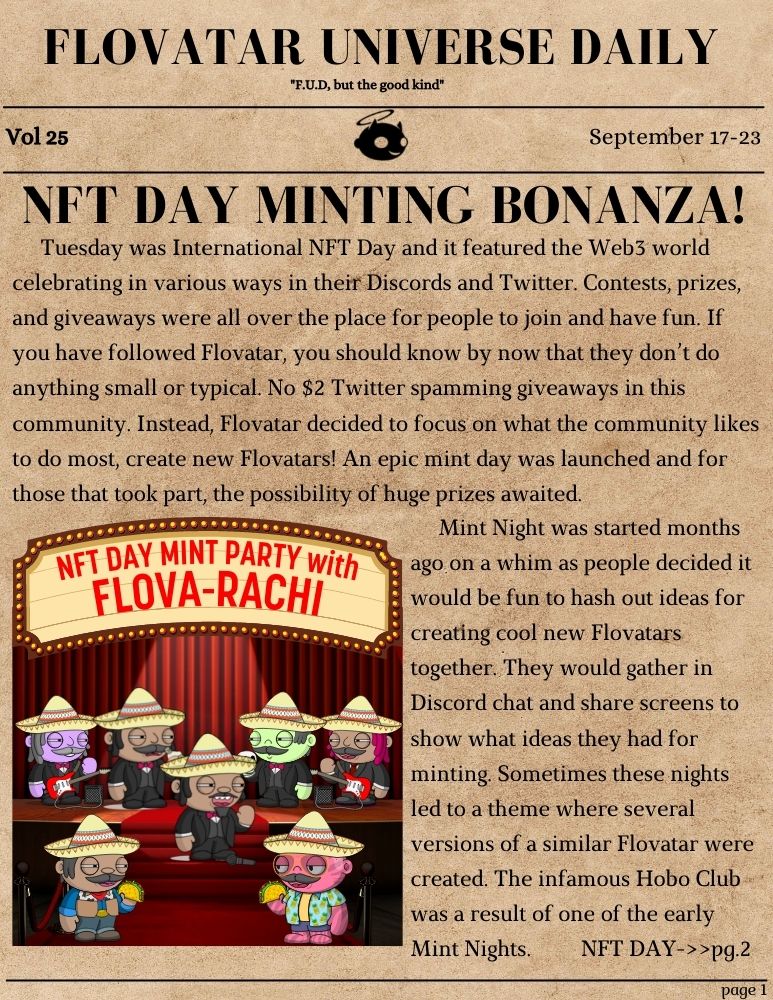 FLOVATAR UNIVERSE DAILY
"F.U.D, but the good kind"
Vol 25
September 17-23
NFT DAY MINTING BONANZA!
Tuesday was International NFT Day and it featured the Web3 world
celebrating in various ways in their Discords and Twitter. Contests, prizes,
and giveaways were all over the place for people to join and have fun. If
you have followed Flovatar, you should know by now that they don't do
anything small or typical. No $2 Twitter spamming giveaways in this
community. Instead, Flovatar decided to focus on what the community likes
to do most, create new Flovatars! An epic mint day was launched and for
those that took part, the possibility of huge prizes awaited.
NFT DAY MINT PARTY with
FLOVA-RACHI
Mint Night was started months
ago on a whim as people decided it
would be fun to hash out ideas for
creating cool new Flovatars
together. They would gather in
Discord chat and share screens to
show what ideas they had for
minting. Sometimes these nights
led to a theme where several
versions of a similar Flovatar were
created. The infamous Hobo Club
was a result of one of the early
Mint Nights. NFT DAY->>pg.2
page 1